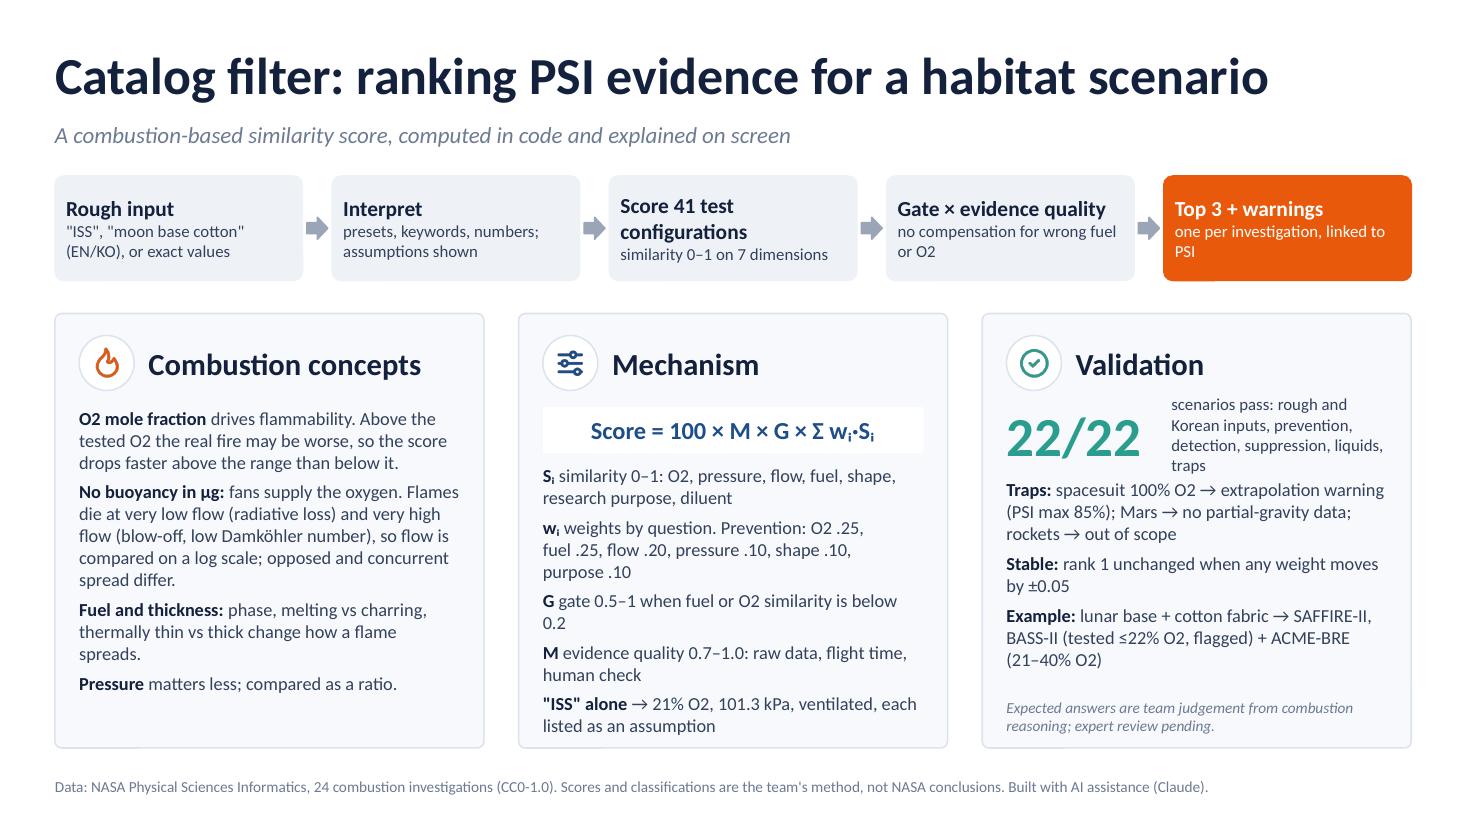 Catalog filter: ranking PSI evidence for a habitat scenario
A combustion-based similarity score, computed in code and explained on screen
Rough input
"ISS", "moon base cotton"
(EN/KO), or exact values
Interpret
presets, keywords, numbers;
assumptions shown
Score 41 test
configurations
similarity 0–1 on 7 dimensions
Gate × evidence quality
no compensation for wrong fuel
or O2
Top 3 + warnings
one per investigation, linked to
PSI
Combustion concepts
O2 mole fraction drives flammability. Above the
tested O2 the real fire may be worse, so the score
drops faster above the range than below it.
No buoyancy in µg: fans supply the oxygen. Flames
die at very low flow (radiative loss) and very high
flow (blow-off, low Damköhler number), so flow is
compared on a log scale; opposed and concurrent
spread differ.
Fuel and thickness: phase, melting vs charring,
thermally thin vs thick change how a flame
spreads.
Pressure matters less; compared as a ratio.
Mechanism
Score = 100 × M × G × Σ wᵢ·Sᵢ
Sᵢ similarity 0–1: O2, pressure, flow, fuel, shape,
research purpose, diluent
wᵢ weights by question. Prevention: O2 .25,
fuel .25, flow .20, pressure .10, shape .10,
purpose .10
G gate 0.5–1 when fuel or O2 similarity is below
0.2
M evidence quality 0.7–1.0: raw data, flight time,
human check
"ISS" alone → 21% O2, 101.3 kPa, ventilated, each
listed as an assumption
Validation
22/22
scenarios pass: rough and
Korean inputs, prevention,
detection, suppression, liquids,
traps
Traps: spacesuit 100% O2 → extrapolation warning
(PSI max 85%); Mars → no partial-gravity data;
rockets → out of scope
Stable: rank 1 unchanged when any weight moves
by ±0.05
Example: lunar base + cotton fabric → SAFFIRE-II,
BASS-II (tested ≤22% O2, flagged) + ACME-BRE
(21–40% O2)
Expected answers are team judgement from combustion
reasoning; expert review pending.
Data: NASA Physical Sciences Informatics, 24 combustion investigations (CC0-1.0). Scores and classifications are the team's method, not NASA conclusions. Built with AI assistance (Claude).